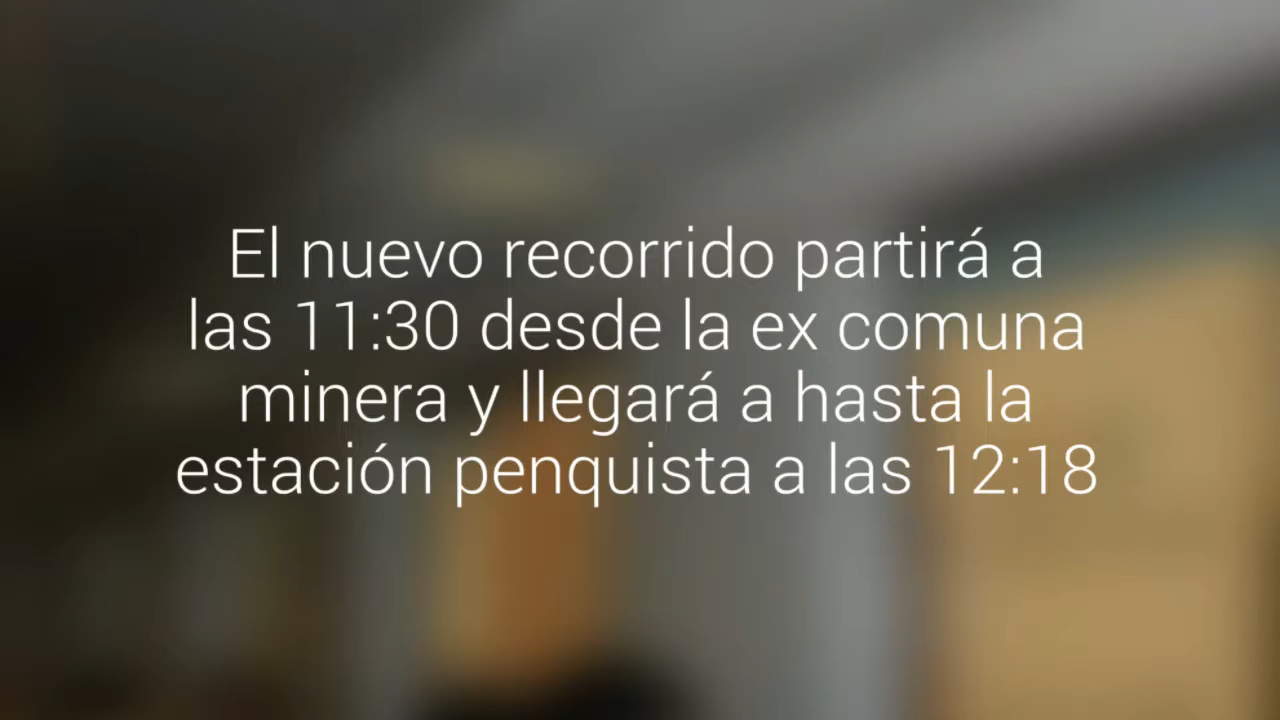 El nuevo recorrido partirá a
las 11:30 desde la ex comuna
minera y llegará a hasta la
estación penquista a las 12:18